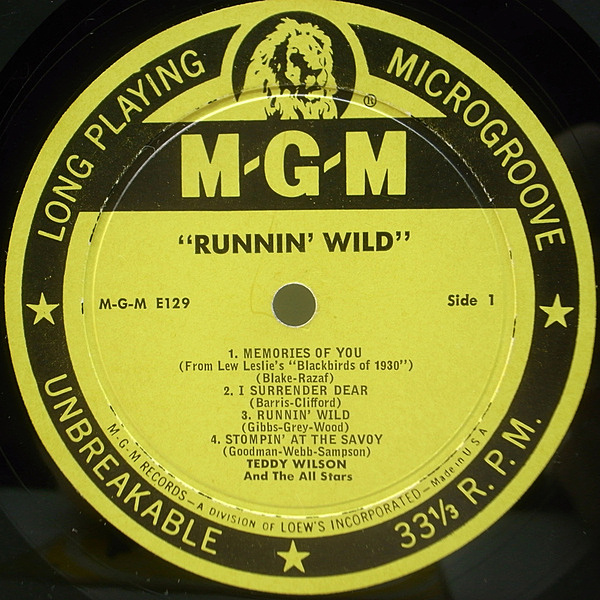 LONG PLAYING
MICROGROOVE
®
M-G-M
"RUNNIN' WILD"
M-G-M E129
Side 1
1. MEMORIES OF YOU
(From Lew Leslie's "Blackbirds of 1930")
(Blake-Razaf)
2. I SURRENDER DEAR
(Barris-Clifford)
3. RUNNIN' WILD
(Gibbs-Grey-Wood)
4. STOMPIN' AT THE SAVOY
(Goodman-Webb-Sampson)
TEDDY WILSON
And The All Stars
M-G-M RECORDS—A DIVISION OF LOEW'S INCORPORATED—Made in U S A
UNBREAKABLE
33⅓ R.P.M.